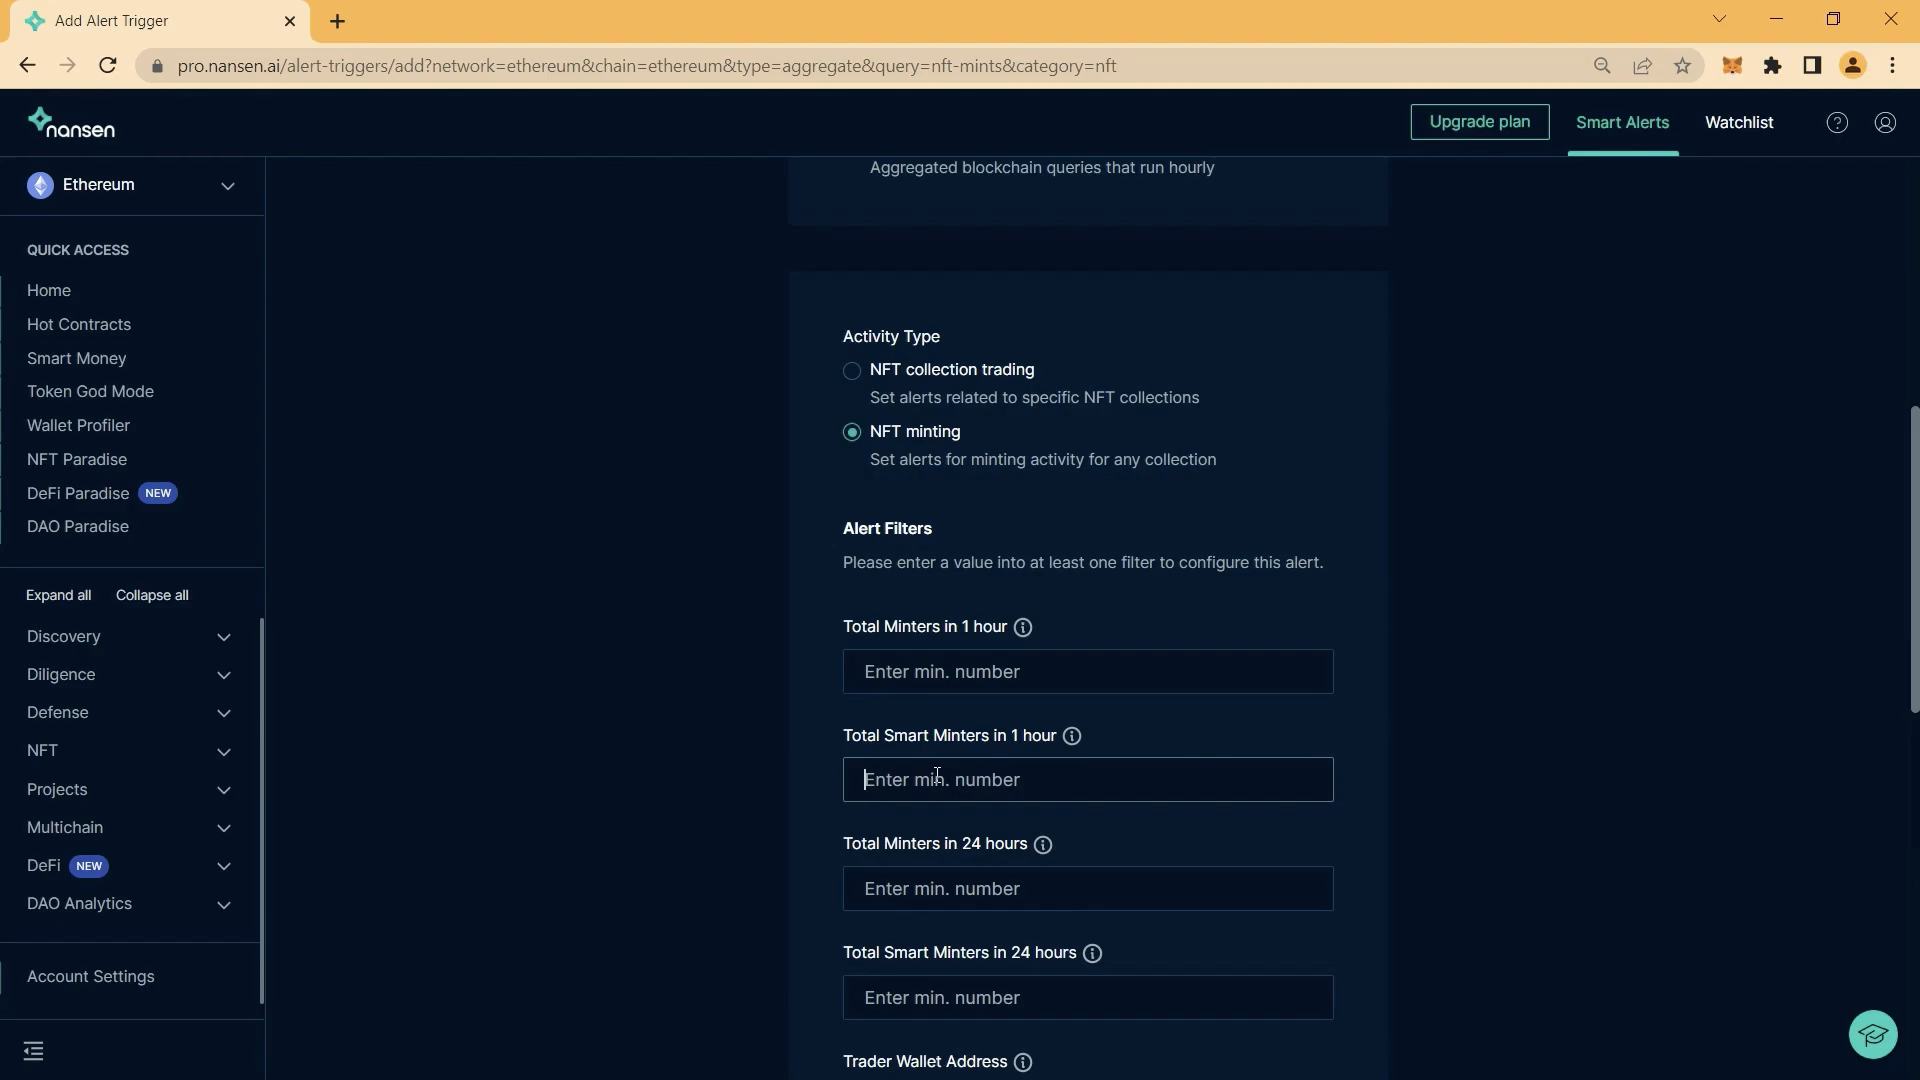 Add Alert Trigger
pro.nansen.ai/alert-triggers/add?network=ethereum&chain=ethereum&type=aggregate&query=nft-mints&category=nft
nansen
Upgrade plan
Smart Alerts
Watchlist
Ethereum
QUICK ACCESS
Home
Hot Contracts
Smart Money
Token God Mode
Wallet Profiler
NFT Paradise
DeFi Paradise NEW
DAO Paradise
Expand all Collapse all
Discovery
Diligence
Defense
NFT
Projects
Multichain
DeFi NEW
DAO Analytics
Account Settings
Aggregated blockchain queries that run hourly
Activity Type
NFT collection trading
Set alerts related to specific NFT collections
NFT minting
Set alerts for minting activity for any collection
Alert Filters
Please enter a value into at least one filter to configure this alert.
Total Minters in 1 hour
Enter min. number
Total Smart Minters in 1 hour
Enter min. number
Total Minters in 24 hours
Enter min. number
Total Smart Minters in 24 hours
Enter min. number
Trader Wallet Address